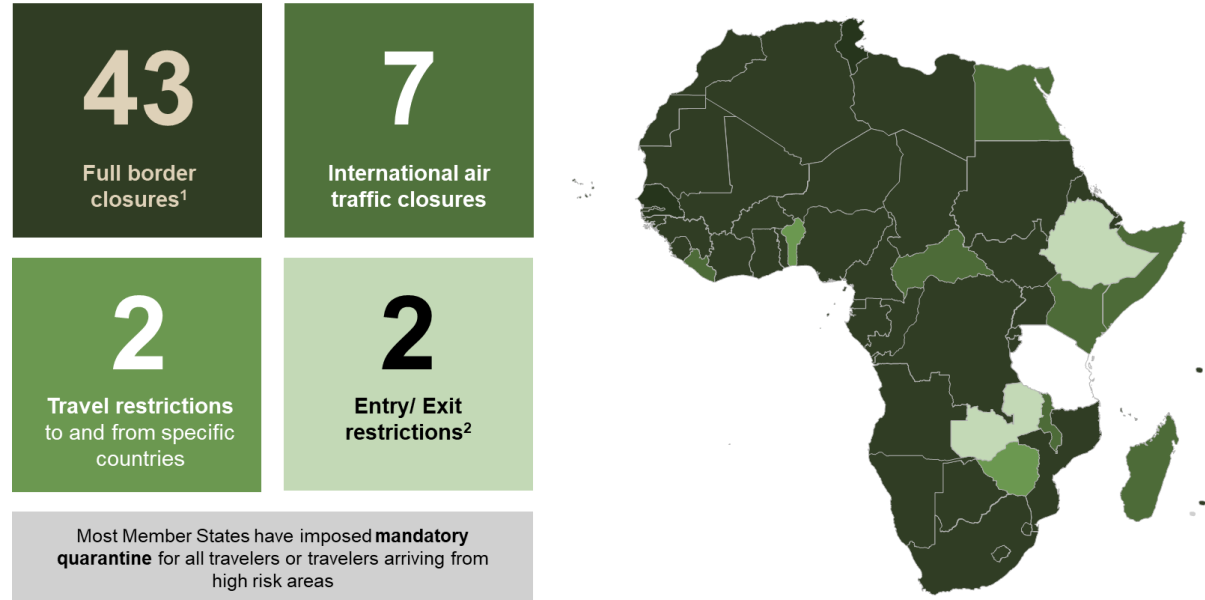 43
Full border
closures¹
7
International air
traffic closures
2
Travel restrictions
to and from specific
countries
2
Entry/ Exit
restrictions²
Most Member States have imposed mandatory
quarantine for all travelers or travelers arriving from
high risk areas